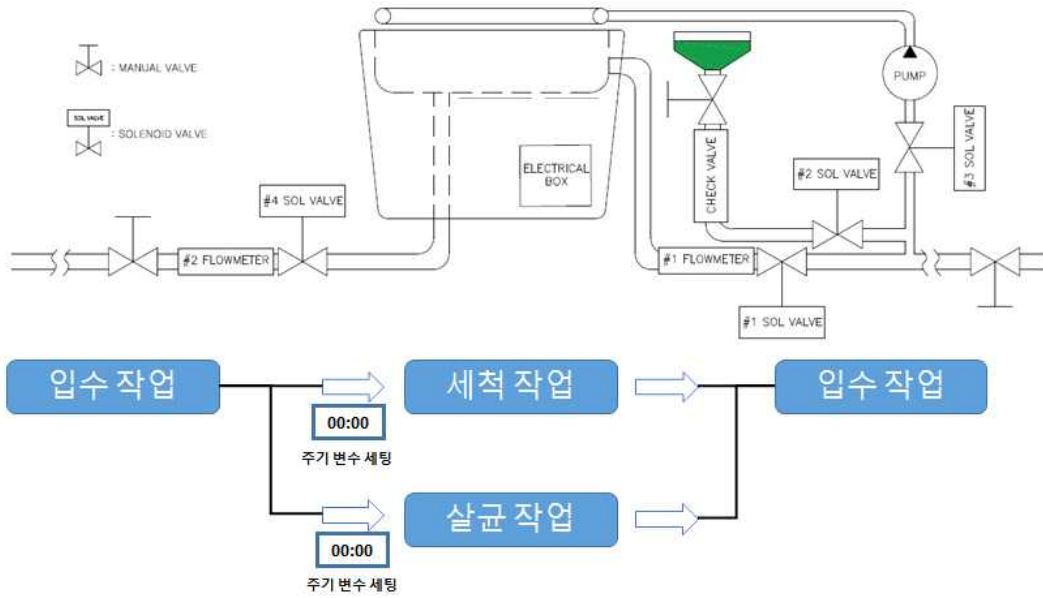 : MANUAL VALVE
SOL VALVE
: SOLENOID VALVE
PUMP
ELECTRICAL
BOX
CHECK VALVE
#2 SOL VALVE
#3 SOL VALVE
#4 SOL VALVE
#2 FLOWMETER
#1 FLOWMETER
#1 SOL VALVE
입수 작업
세척 작업
입수 작업
00:00
주기 변수 세팅
살균 작업
00:00
주기 변수 세팅